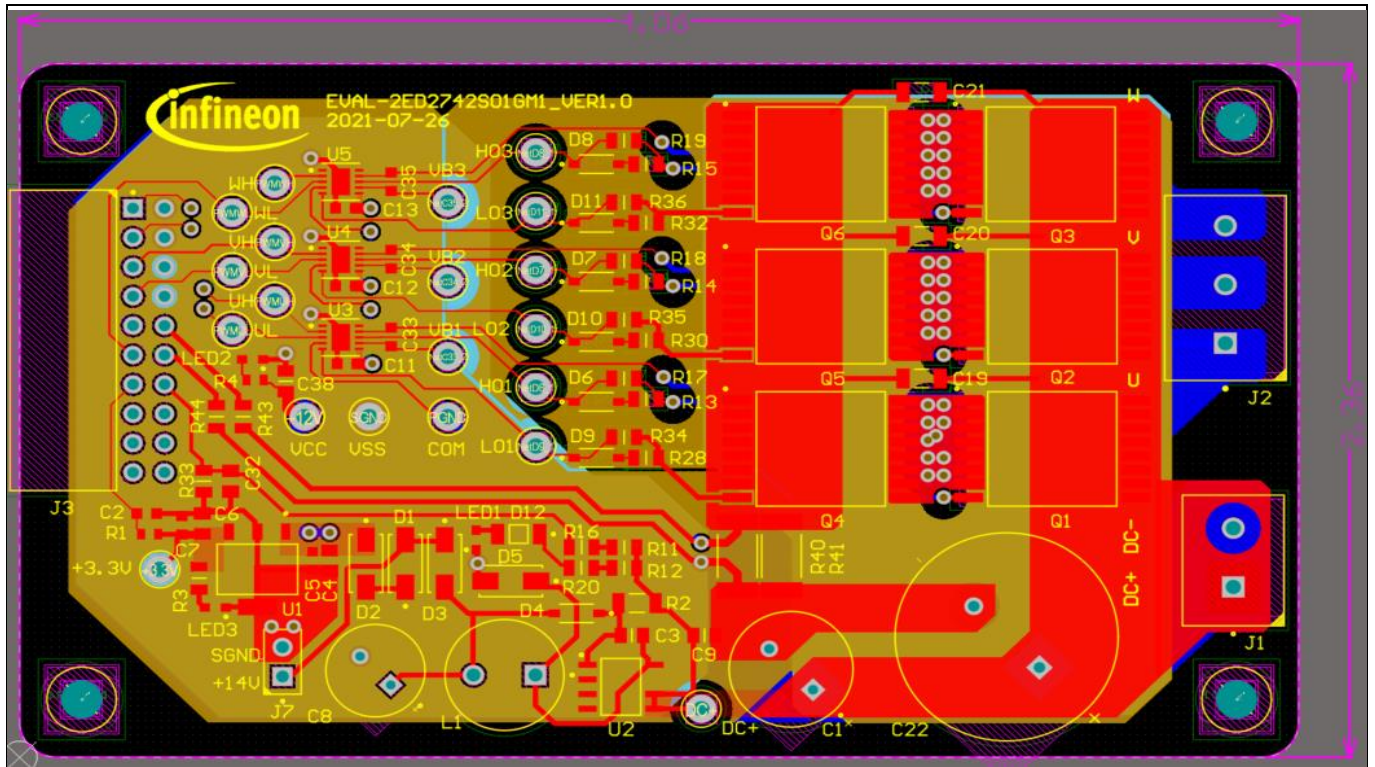 infineon
EVAL-2ED2742S01GM1_VER1.0
2021-07-26
C21
W
D8
R19
HO3
R15
U5
WH
VB3
C35
WL
C13
LO3
D11
R36
R32
Q6
C20
Q3
V
U4
VH
VB2
C34
VL
C12
HO2
D7
R18
R14
U3
UH
VB1
C33
UL
C11
LO2
D10
R35
R30
Q5
C19
Q2
U
LED2
R4
C38
HO1
D6
R17
R13
J2
R44
R43
+12V
SGND
PGND
VCC
VSS
COM
LO1
D9
R34
R28
R33
C32
J3
C2
C6
R1
C7
D1
LED1
D12
R16
R11
Q4
Q1
DC-
DC+
R40
R41
+3.3V
D5
R12
R20
R3
U1
C5
C4
D2
D3
D4
R2
LED3
C3
C9
SGND
+14V
J7
C8
L1
U2
DC
DC+
C1
C22
J1